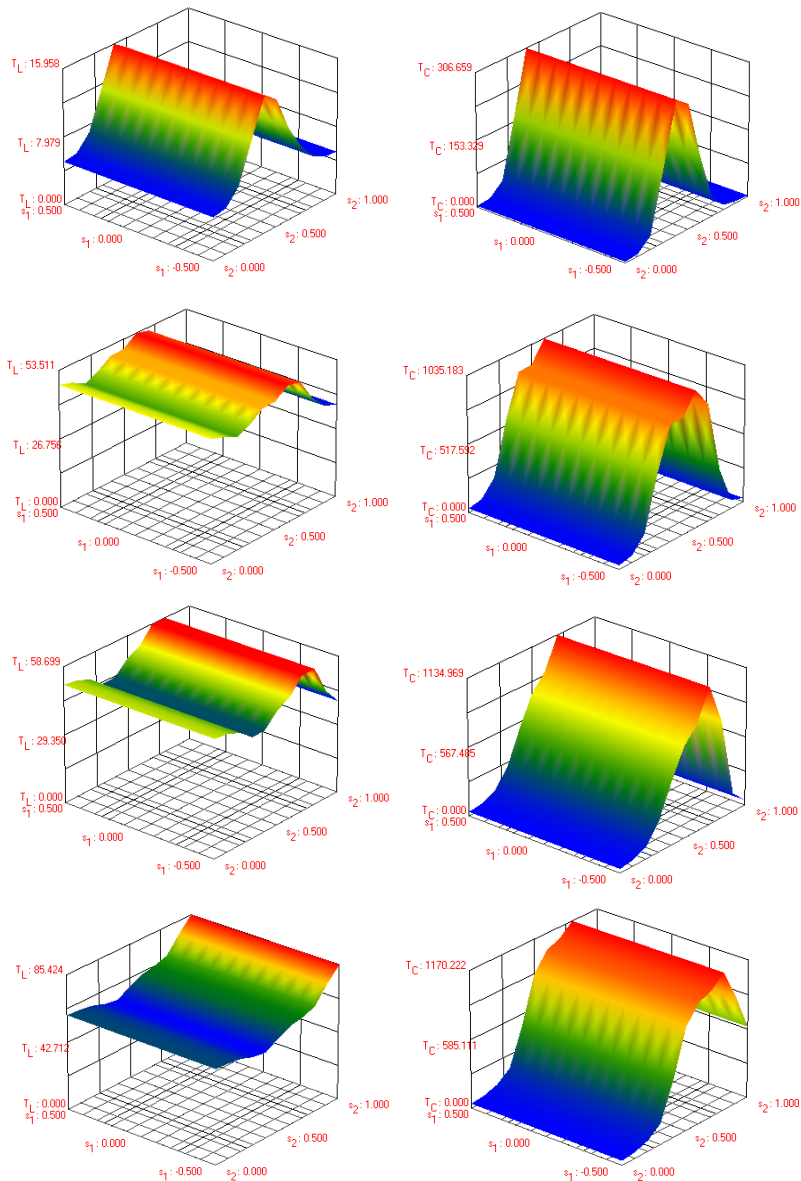 T_L: 15.958
T_L: 7.979
T_L: 0.000
s_1: 0.500
s_1: 0.000
s_1: -0.500
s_2: 0.000
s_2: 0.500
s_2: 1.000
T_C: 306.659
T_C: 153.329
T_C: 0.000
s_1: 0.500
s_1: 0.000
s_1: -0.500
s_2: 0.000
s_2: 0.500
s_2: 1.000
T_L: 53.511
T_L: 26.756
T_L: 0.000
s_1: 0.500
s_1: 0.000
s_1: -0.500
s_2: 0.000
s_2: 0.500
s_2: 1.000
T_C: 1035.183
T_C: 517.592
T_C: 0.000
s_1: 0.500
s_1: 0.000
s_1: -0.500
s_2: 0.000
s_2: 0.500
s_2: 1.000
T_L: 58.699
T_L: 29.350
T_L: 0.000
s_1: 0.500
s_1: 0.000
s_1: -0.500
s_2: 0.000
s_2: 0.500
s_2: 1.000
T_C: 1134.969
T_C: 567.485
T_C: 0.000
s_1: 0.500
s_1: 0.000
s_1: -0.500
s_2: 0.000
s_2: 0.500
s_2: 1.000
T_L: 85.424
T_L: 42.712
T_L: 0.000
s_1: 0.500
s_1: 0.000
s_1: -0.500
s_2: 0.000
s_2: 0.500
s_2: 1.000
T_C: 1170.222
T_C: 585.111
T_C: 0.000
s_1: 0.500
s_1: 0.000
s_1: -0.500
s_2: 0.000
s_2: 0.500
s_2: 1.000